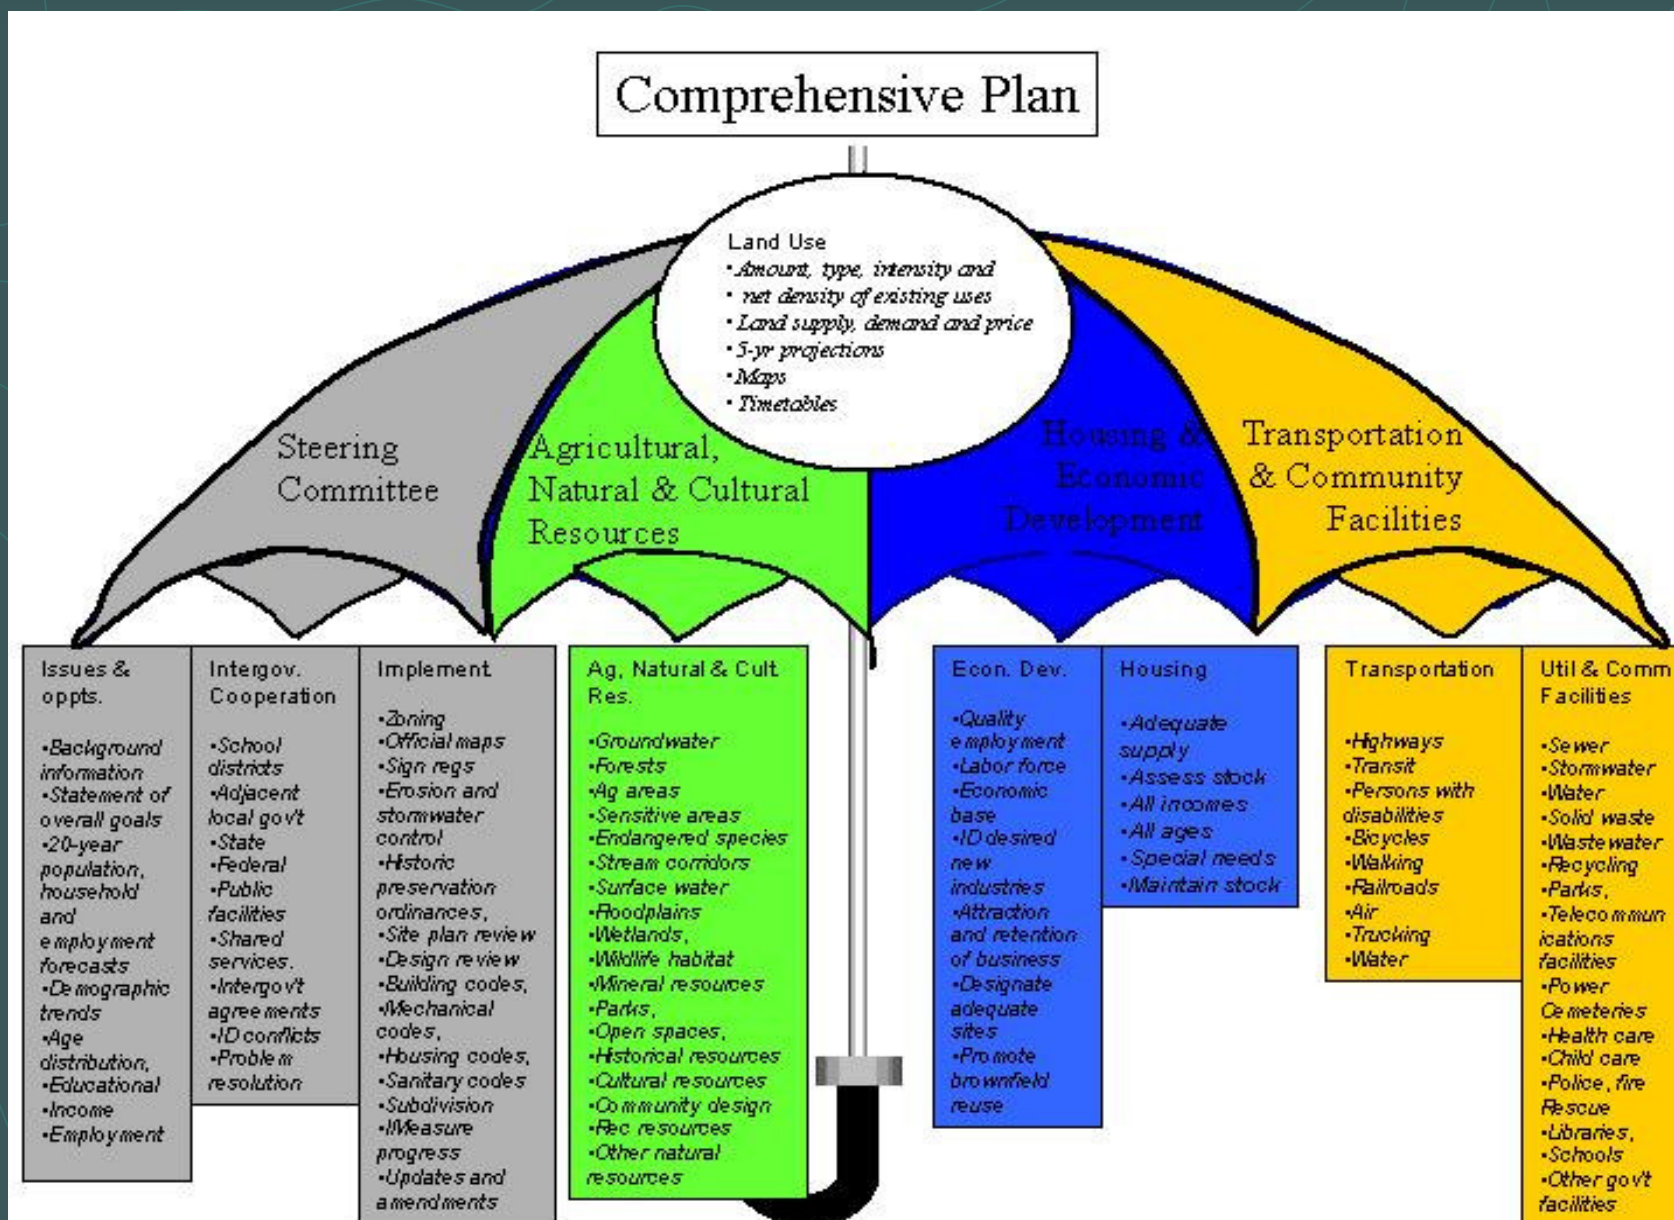 Comprehensive Plan
Land Use
•Amount, type, intensity and
• net density of existing uses
•Land supply, demand and price
•5-yr projections
•Maps
•Timetables
Steering
Committee
Agricultural,
Natural & Cultural
Resources
Housing &
Economic
Development
Transportation
& Community
Facilities
Issues &
oppts.
•Background
information
•Statement of
overall goals
•20-year
population,
household
and
employment
forecasts
•Demographic
trends
•Age
distribution,
•Educational
•Income
•Employment
Intergov.
Cooperation
•School
districts
•Adjacent
local gov't
•State
•Federal
•Public
facilities
•Shared
services.
•Intergov't
agreements
•ID conflicts
•Problem
resolution
Implement
•Zoning
•Official maps
•Sign regs
•Erosion and
stormwater
control
•Historic
preservation
ordinances,
•Site plan review
•Design review
•Building codes,
•Mechanical
codes,
•Housing codes,
•Sanitary codes
•Subdivision
•IMeasure
progress
•Updates and
amendments
Ag, Natural & Cult
Res.
•Groundwater
•Forests
•Ag areas
•Sensitive areas
•Endangered species
•Stream corridors
•Surface water
•Floodplains
•Wetlands,
•Wildlife habitat
•Mineral resources
•Parks,
•Open spaces,
•Historical resources
•Cultural resources
•Community design
•Rec resources
•Other natural
resources
Econ. Dev.
•Quality
employment
•Labor force
•Economic
base
•ID desired
new
industries
•Attraction
and retention
of business
•Designate
adequate
sites
•Promote
brownfield
reuse
Housing
•Adequate
supply
•Assess stock
•All incomes
•All ages
•Special needs
•Maintain stock
Transportation
•Highways
•Transit
•Persons with
disabilities
•Bicycles
•Walking
•Railroads
•Air
•Trucking
•Water
Util & Comm
Facilities
•Sewer
•Stormwater
•Water
•Solid waste
•Wastewater
•Recycling
•Parks,
•Telecommun
ications
facilities
•Power
Cemeteries
•Health care
•Child care
•Police, fire
Rescue
•Libraries,
•Schools
•Other gov't
facilities